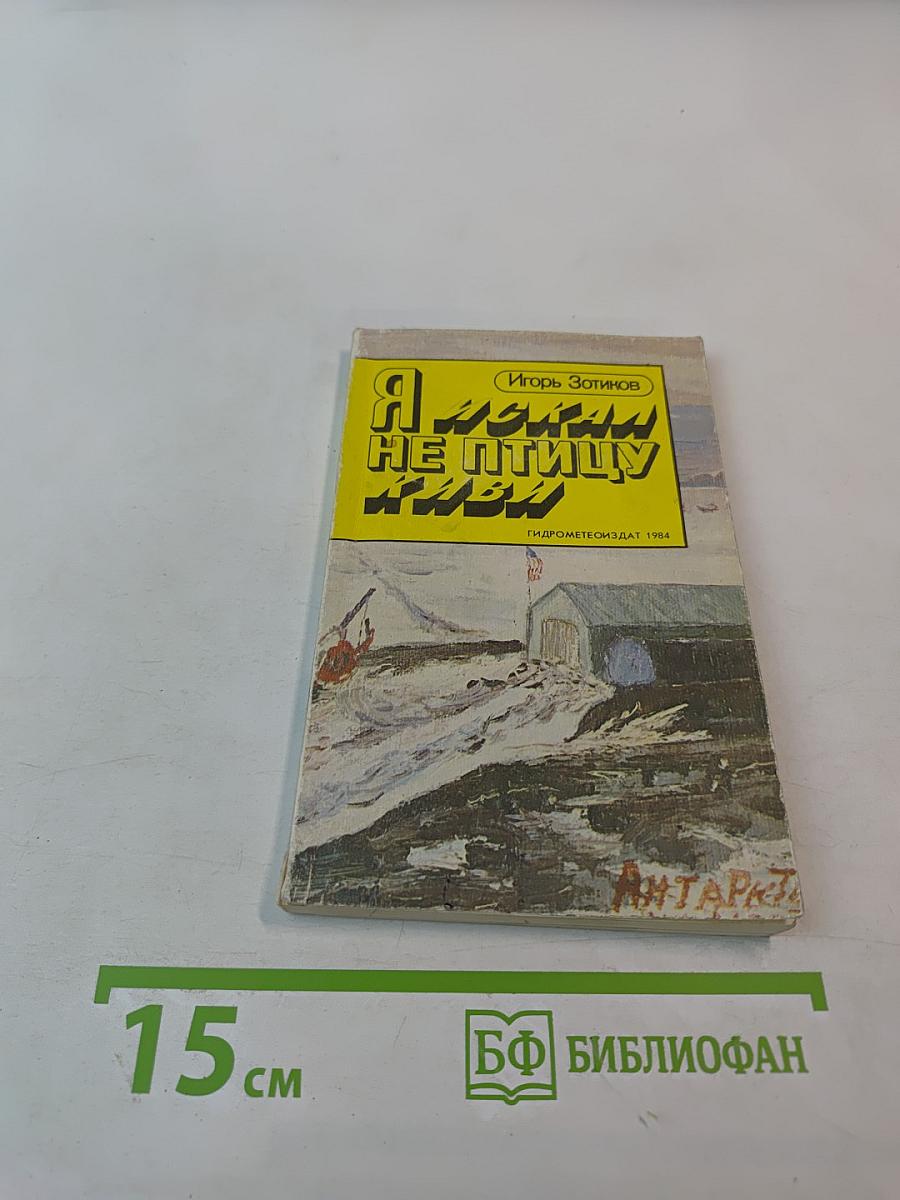 Игорь Зотиков
Я ИСКАЛ
НЕ ПТИЦУ
КИВИ
ГИДРОМЕТЕОИЗДАТ 1984
АНТАРКТ
15 см
БФ БИБЛИОФАН